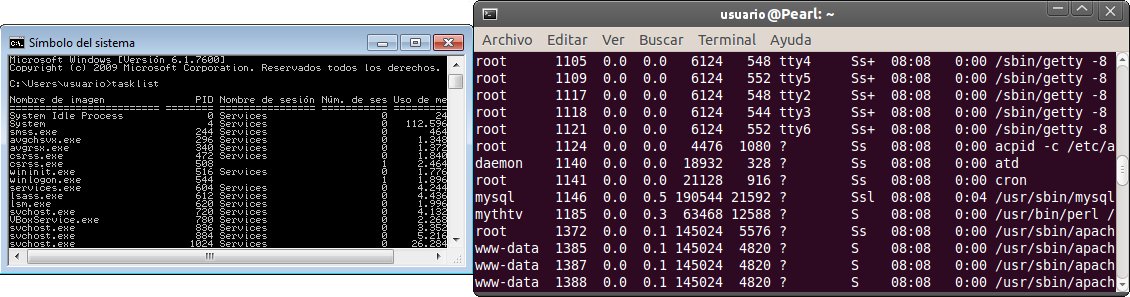 Símbolo del sistema
Microsoft Windows [Versión 6.1.7600]
Copyright (c) 2009 Microsoft Corporation. Reservados todos los derechos.
C:\Users\usuario>tasklist
Nombre de imagen PID Nombre de sesión Núm. de ses Uso de me
========================= ======== ================ =========== =======
System Idle Process 0 Services 0 24
System 4 Services 0 112.596
smss.exe 244 Services 0 464
avgchsvx.exe 296 Services 0 1.348
avgrsx.exe 340 Services 0 1.372
csrss.exe 472 Services 0 1.840
csrss.exe 508 1 2.464
wininit.exe 516 Services 0 1.776
winlogon.exe 544 1 1.896
services.exe 604 Services 0 4.244
lsass.exe 612 Services 0 4.436
lsm.exe 620 Services 0 1.996
svchost.exe 720 Services 0 4.132
VBoxService.exe 780 Services 0 2.268
svchost.exe 836 Services 0 3.352
svchost.exe 884 Services 0 5.216
svchost.exe 1024 Services 0 26.284
usuario@Pearl: ~
Archivo Editar Ver Buscar Terminal Ayuda
root 1105 0.0 0.0 6124 548 tty4 Ss+ 08:08 0:00 /sbin/getty -8
root 1109 0.0 0.0 6124 552 tty5 Ss+ 08:08 0:00 /sbin/getty -8
root 1117 0.0 0.0 6124 548 tty2 Ss+ 08:08 0:00 /sbin/getty -8
root 1118 0.0 0.0 6124 544 tty3 Ss+ 08:08 0:00 /sbin/getty -8
root 1121 0.0 0.0 6124 552 tty6 Ss+ 08:08 0:00 /sbin/getty -8
root 1124 0.0 0.0 4476 1080 ? Ss 08:08 0:00 acpid -c /etc/a
daemon 1140 0.0 0.0 18932 328 ? Ss 08:08 0:00 atd
root 1141 0.0 0.0 21128 916 ? Ss 08:08 0:00 cron
mysql 1146 0.0 0.5 190544 21592 ? Ssl 08:08 0:04 /usr/sbin/mysql
mythtv 1185 0.0 0.3 63468 12588 ? S 08:08 0:00 /usr/bin/perl /
root 1372 0.0 0.1 145024 5576 ? Ss 08:08 0:00 /usr/sbin/apach
www-data 1385 0.0 0.1 145024 4820 ? S 08:08 0:00 /usr/sbin/apach
www-data 1387 0.0 0.1 145024 4820 ? S 08:08 0:00 /usr/sbin/apach
www-data 1388 0.0 0.1 145024 4820 ? S 08:08 0:00 /usr/sbin/apach